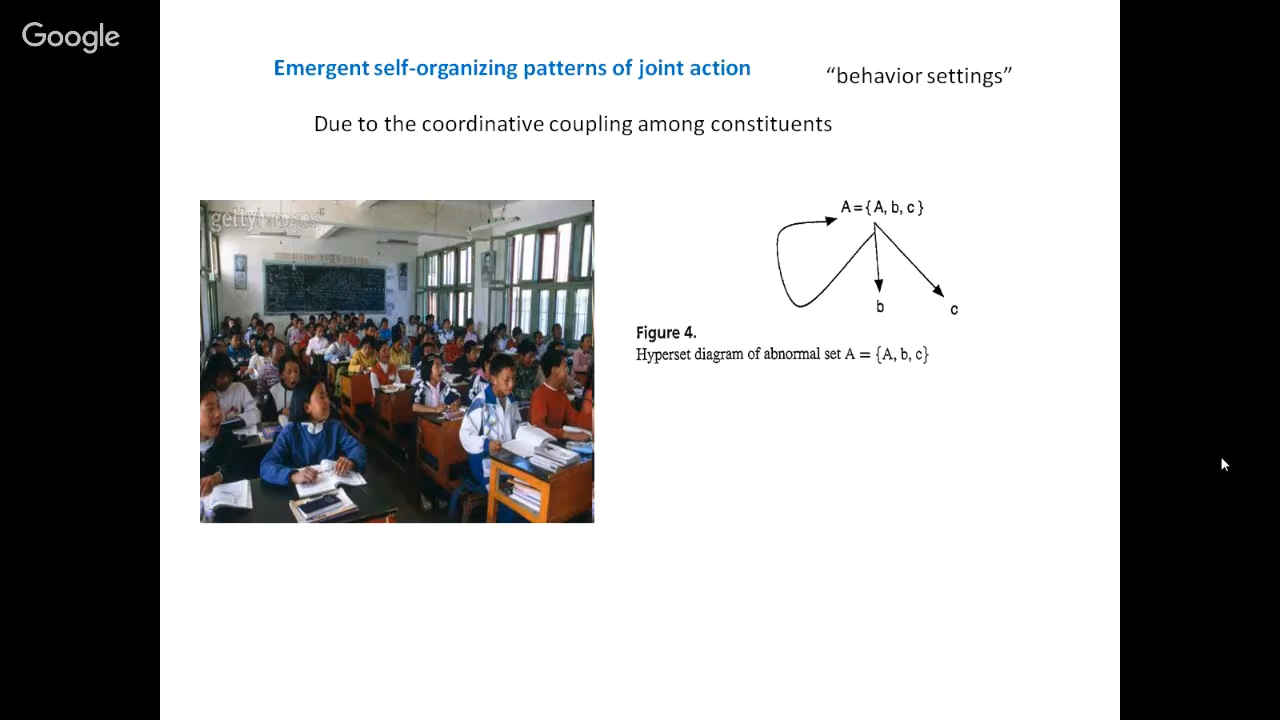 Google
Emergent self-organizing patterns of joint action
“behavior settings”
Due to the coordinative coupling among constituents
A={A, b, c}
b
c
Figure 4.
Hyperset diagram of abnormal set A = {A, b, c}